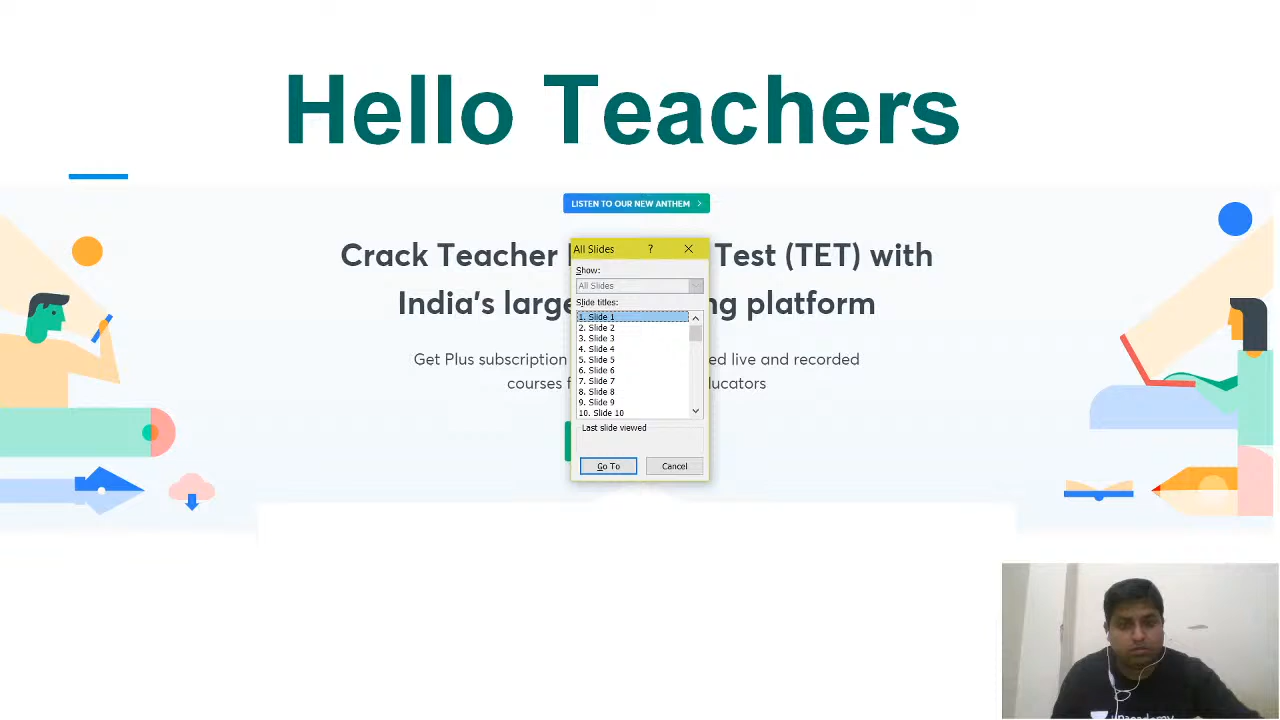 Hello Teachers
LISTEN TO OUR NEW ANTHEM
Crack Teacher Test (TET) with
India's large platform
Get Plus subscription live and recorded
courses
All Slides ?
Show:
All Slides
Slide titles:
1. Slide 1
2. Slide 2
3. Slide 3
4. Slide 4
5. Slide 5
6. Slide 6
7. Slide 7
8. Slide 8
9. Slide 9
10. Slide 10
Last slide viewed
Go To Cancel
unacademy